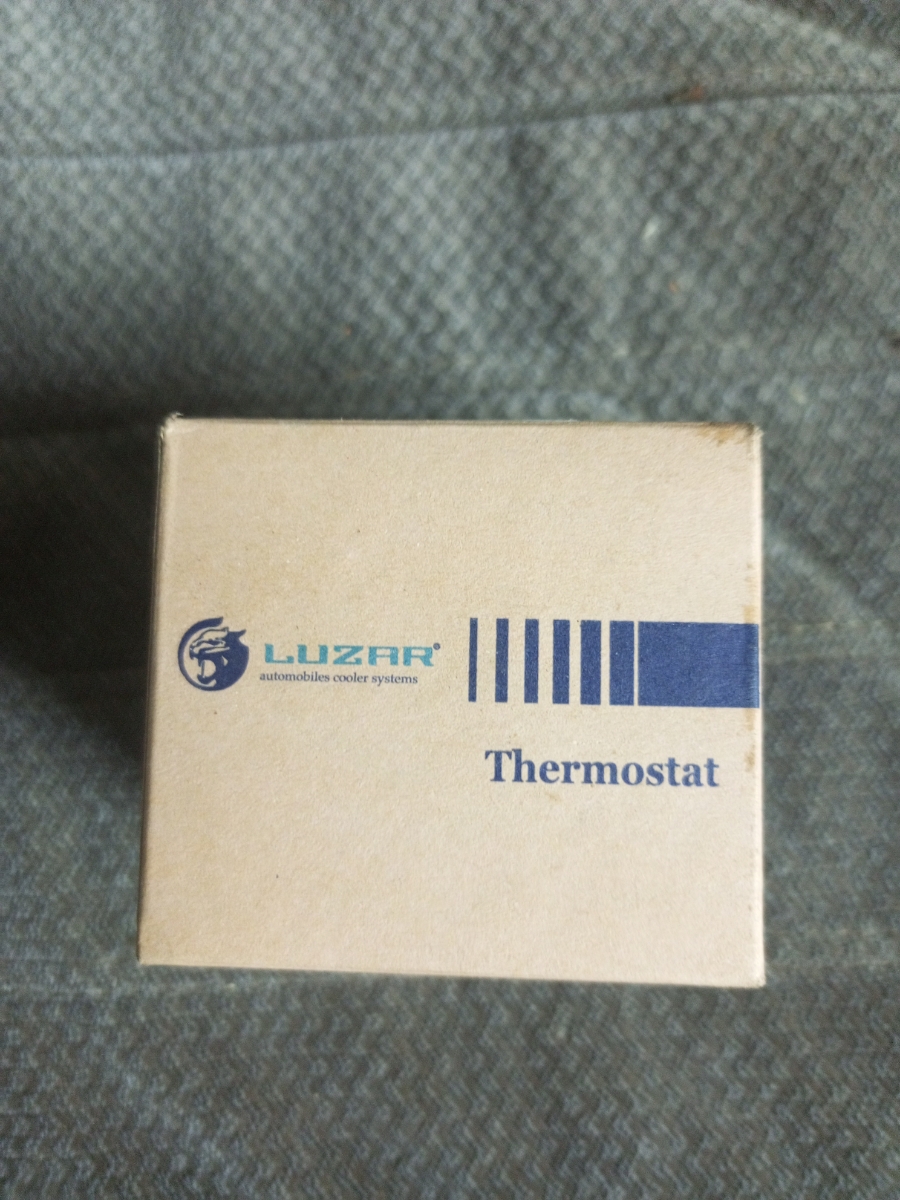 LUZAR®
automobiles cooler systems
Thermostat